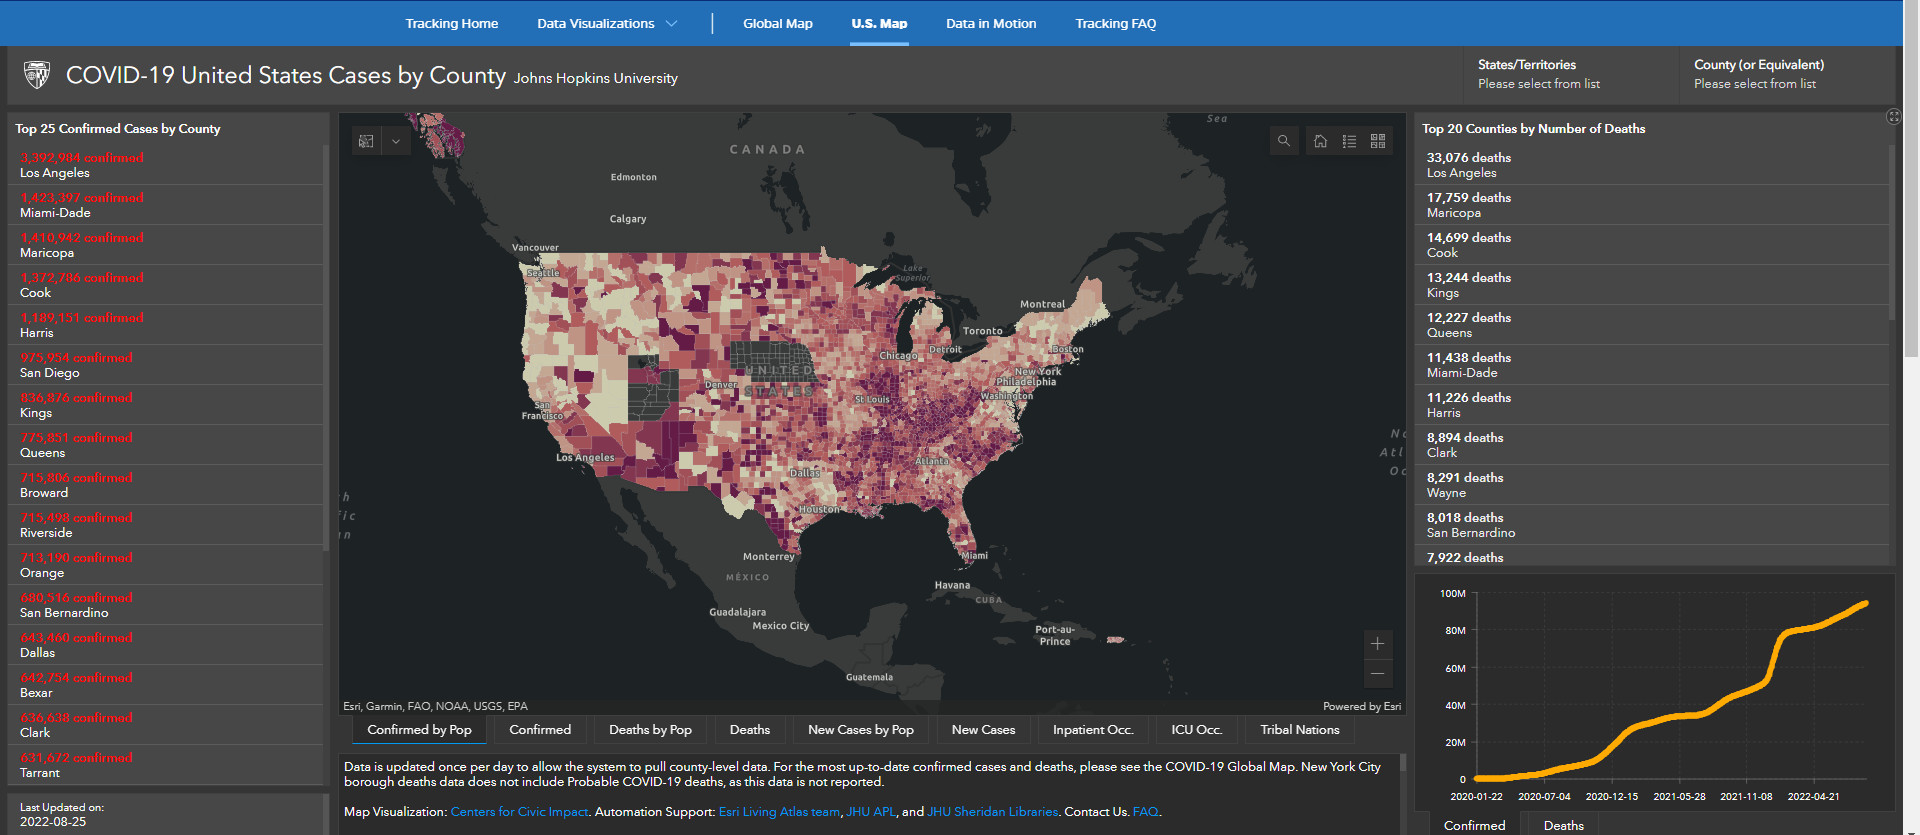 Tracking Home
Data Visualizations
Global Map
U.S. Map
Data in Motion
Tracking FAQ
COVID-19 United States Cases by County Johns Hopkins University
States/Territories
Please select from list
County (or Equivalent)
Please select from list
Top 25 Confirmed Cases by County
3,392,984 confirmed
Los Angeles
1,423,397 confirmed
Miami-Dade
1,410,942 confirmed
Maricopa
1,372,786 confirmed
Cook
1,189,151 confirmed
Harris
975,954 confirmed
San Diego
836,876 confirmed
Kings
775,851 confirmed
Queens
715,806 confirmed
Broward
715,498 confirmed
Riverside
713,190 confirmed
Orange
680,516 confirmed
San Bernardino
643,460 confirmed
Dallas
642,754 confirmed
Bexar
636,638 confirmed
Clark
631,672 confirmed
Tarrant
Last Updated on:
2022-08-25
Sea
CANADA
Edmonton
Calgary
Vancouver
Seattle
Lake
Superior
Montreal
Toronto
Boston
Detroit
Chicago
New York
Philadelphia
UNITED
STATES
Denver
Washington
St Louis
San
Francisco
Los Angeles
Atlanta
Dallas
Houston
Monterrey
Miami
MÉXICO
Havana
CUBA
Guadalajara
Mexico City
Port-au-
Prince
Guatemala
Esri, Garmin, FAO, NOAA, USGS, EPA
Powered by Esri
Confirmed by Pop
Confirmed
Deaths by Pop
Deaths
New Cases by Pop
New Cases
Inpatient Occ.
ICU Occ.
Tribal Nations
Data is updated once per day to allow the system to pull county-level data. For the most up-to-date confirmed cases and deaths, please see the COVID-19 Global Map. New York City
borough deaths data does not include Probable COVID-19 deaths, as this data is not reported.
Map Visualization: Centers for Civic Impact. Automation Support: Esri Living Atlas team, JHU APL, and JHU Sheridan Libraries. Contact Us. FAQ.
Top 20 Counties by Number of Deaths
33,076 deaths
Los Angeles
17,759 deaths
Maricopa
14,699 deaths
Cook
13,244 deaths
Kings
12,227 deaths
Queens
11,438 deaths
Miami-Dade
11,226 deaths
Harris
8,894 deaths
Clark
8,291 deaths
Wayne
8,018 deaths
San Bernardino
7,922 deaths
100M
80M
60M
40M
20M
0
2020-01-22
2020-07-04
2020-12-15
2021-05-28
2021-11-08
2022-04-21
Confirmed
Deaths